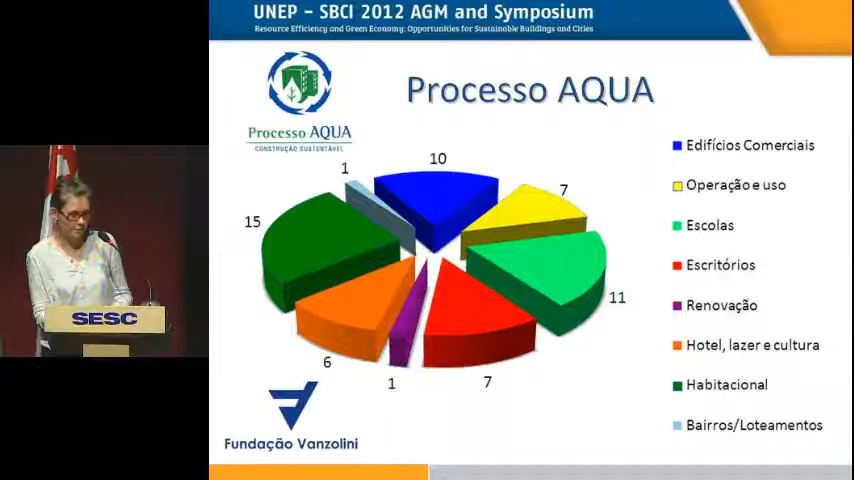 UNEP – SBCI 2012 AGM and Symposium
Resource Efficiency and Green Economy: Opportunities for Sustainable Buildings and Cities
Processo AQUA
CONSTRUÇÃO SUSTENTÁVEL
Processo AQUA
10
7
11
7
1
6
15
1
Edifícios Comerciais
Operação e uso
Escolas
Escritórios
Renovação
Hotel, lazer e cultura
Habitacional
Bairros/Loteamentos
Fundação Vanzolini
SESC